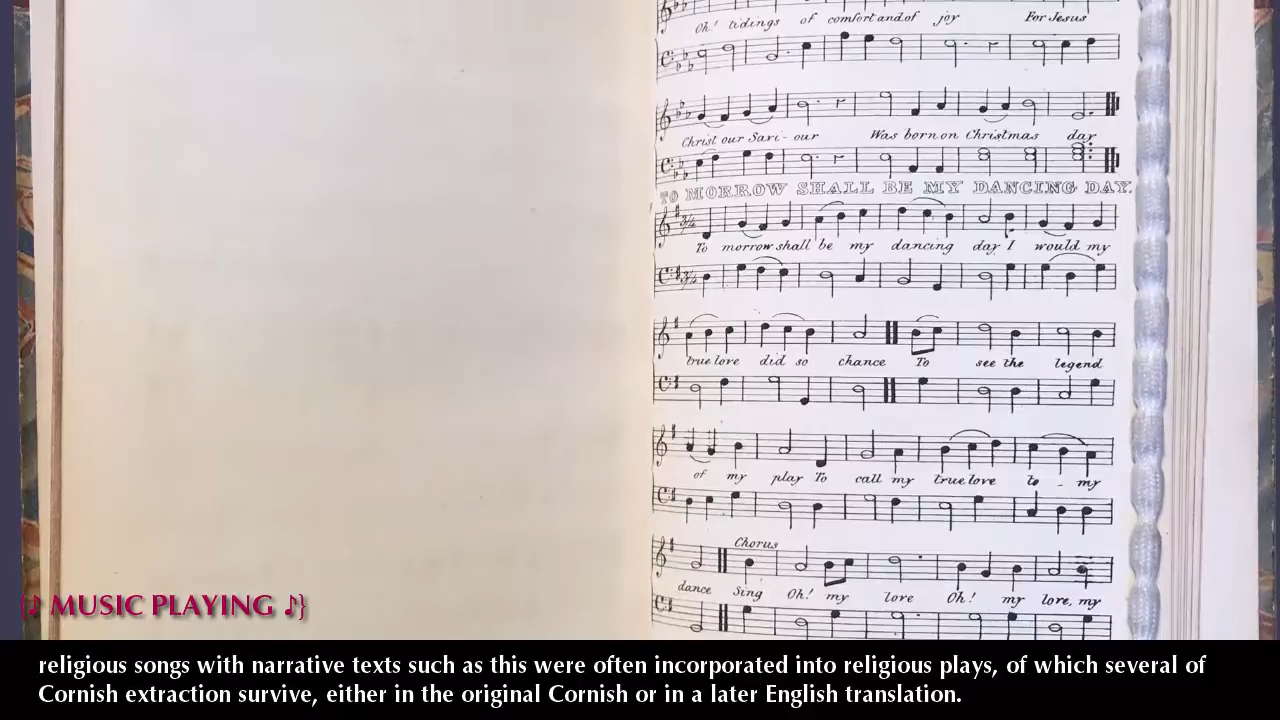 Oh! tidings of comfort and of joy For Jesus
Christ our Savi - our Was born on Christmas day
TO MORROW SHALL BE MY DANCING DAY.
To morrow shall be my dancing day I would my
true love did so chance To see the legend
of my play To call my true love to - my
Chorus
dance Sing Oh! my love Oh! my love, my
{♪ MUSIC PLAYING ♪}
religious songs with narrative texts such as this were often incorporated into religious plays, of which several of
Cornish extraction survive, either in the original Cornish or in a later English translation.